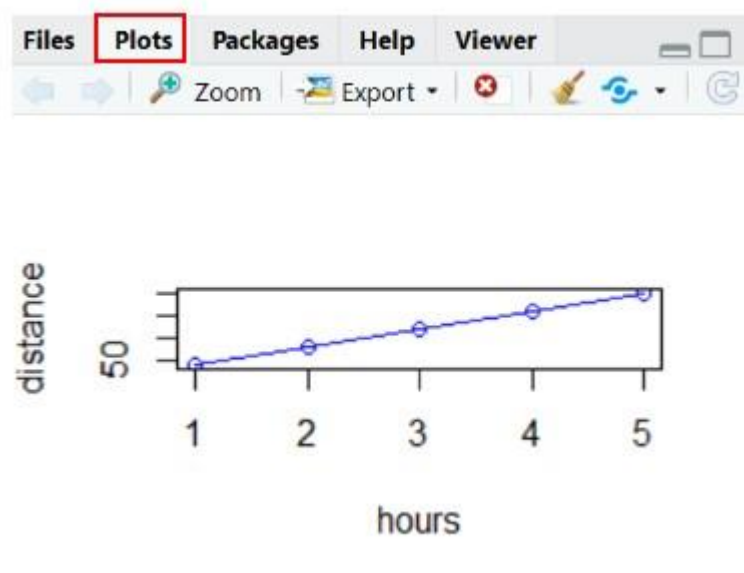 Files Plots Packages Help Viewer
Zoom Export
distance
50
1 2 3 4 5
hours